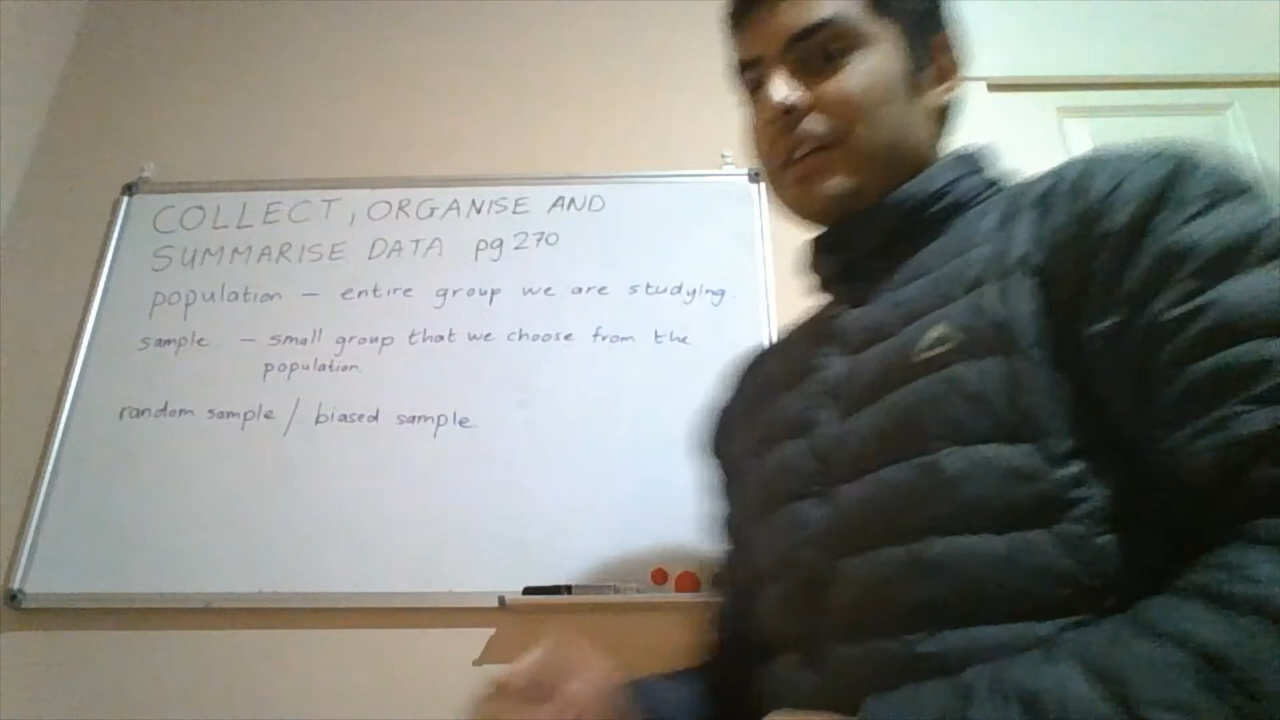 COLLECT, ORGANISE AND
SUMMARISE DATA pg 270
population – entire group we are studying.
sample – small group that we choose from the
population.
random sample / biased sample.